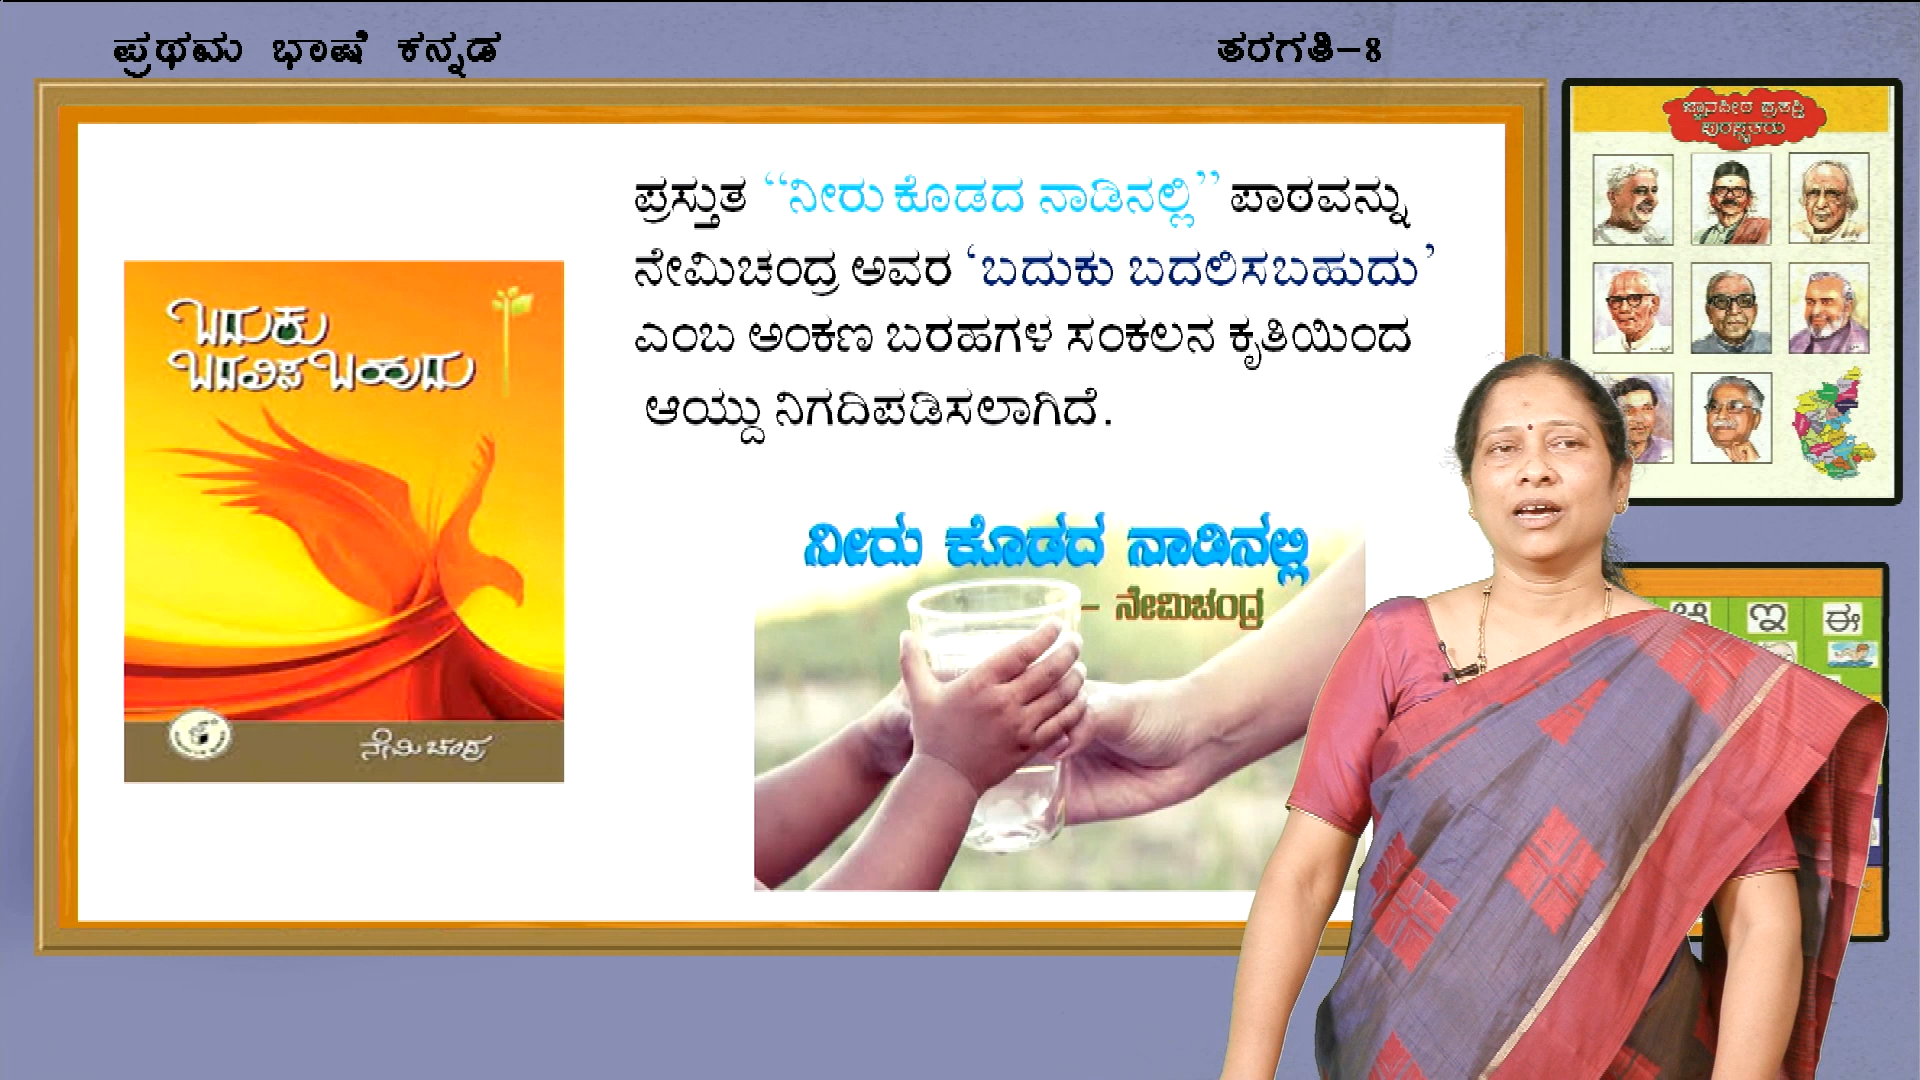 ಪ್ರಥಮ ಭಾಷೆ ಕನ್ನಡ
ತರಗತಿ-8
ಜ್ಞಾನಪೀಠ ಪ್ರಶಸ್ತಿ
ಪುರಸ್ಕೃತರು
ಪ್ರಸ್ತುತ “ನೀರು ಕೊಡದ ನಾಡಿನಲ್ಲಿ” ಪಾಠವನ್ನು
ನೇಮಿಚಂದ್ರ ಅವರ ‘ಬದುಕು ಬದಲಿಸಬಹುದು’
ಎಂಬ ಅಂಕಣ ಬರಹಗಳ ಸಂಕಲನ ಕೃತಿಯಿಂದ
ಆಯ್ದು ನಿಗದಿಪಡಿಸಲಾಗಿದೆ.
ಬದುಕು
ಬದಲಿಸಬಹುದು
ನೇಮಿಚಂದ್ರ
ನೀರು ಕೊಡದ ನಾಡಿನಲ್ಲಿ
- ನೇಮಿಚಂದ್ರ
ಇ ಈ